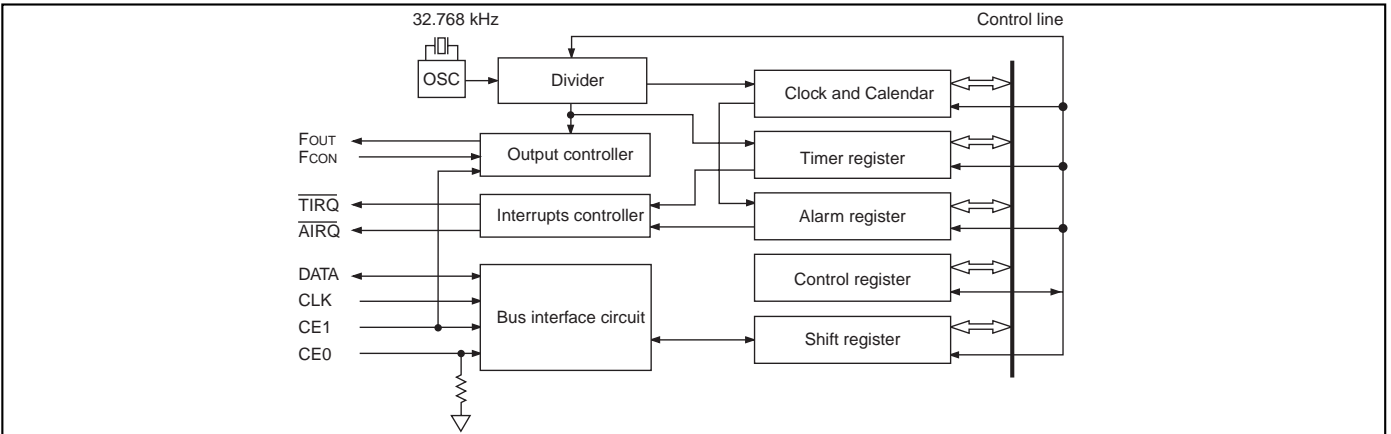 32.768 kHz
Control line
OSC
Divider
Clock and Calendar
FOUT
FCON
Output controller
Timer register
TIRQ
AIRQ
Interrupts controller
Alarm register
DATA
CLK
CE1
CE0
Bus interface circuit
Control register
Shift register